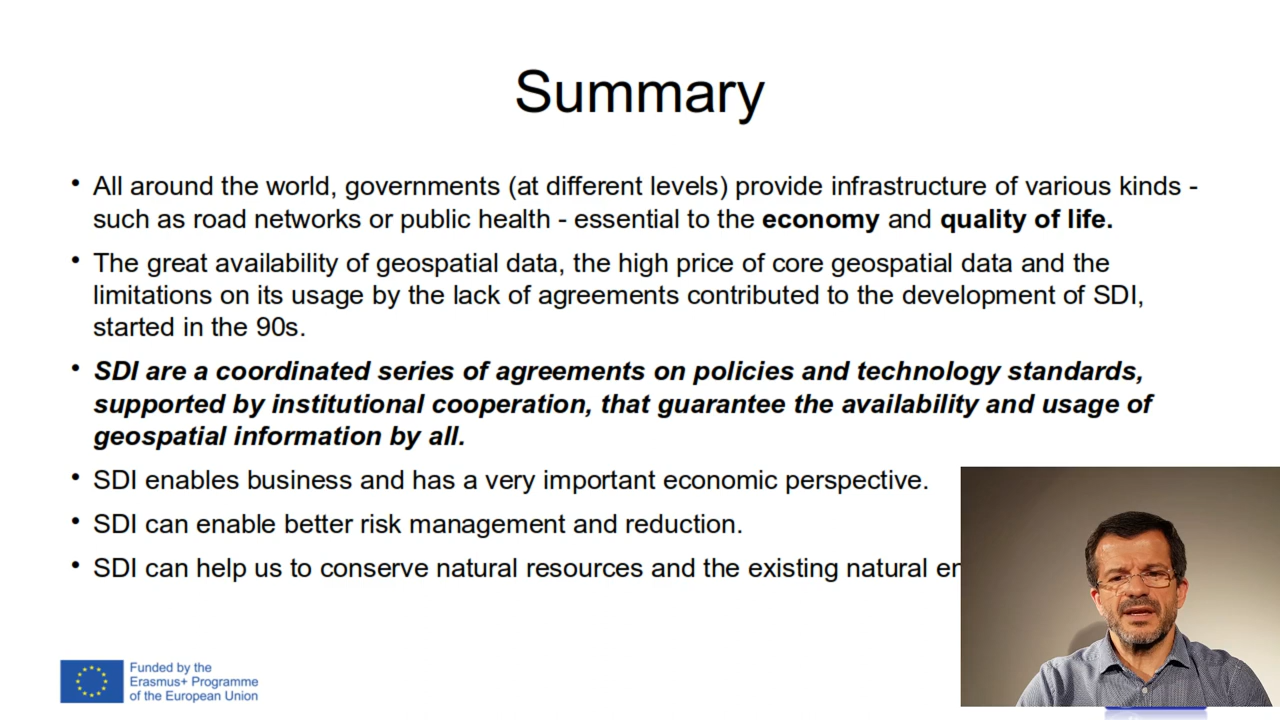 Summary
• All around the world, governments (at different levels) provide infrastructure of various kinds -
such as road networks or public health - essential to the economy and quality of life.
• The great availability of geospatial data, the high price of core geospatial data and the
limitations on its usage by the lack of agreements contributed to the development of SDI,
started in the 90s.
• SDI are a coordinated series of agreements on policies and technology standards,
supported by institutional cooperation, that guarantee the availability and usage of
geospatial information by all.
• SDI enables business and has a very important economic perspective.
• SDI can enable better risk management and reduction.
• SDI can help us to conserve natural resources and the existing natural
Funded by the
Erasmus+ Programme
of the European Union